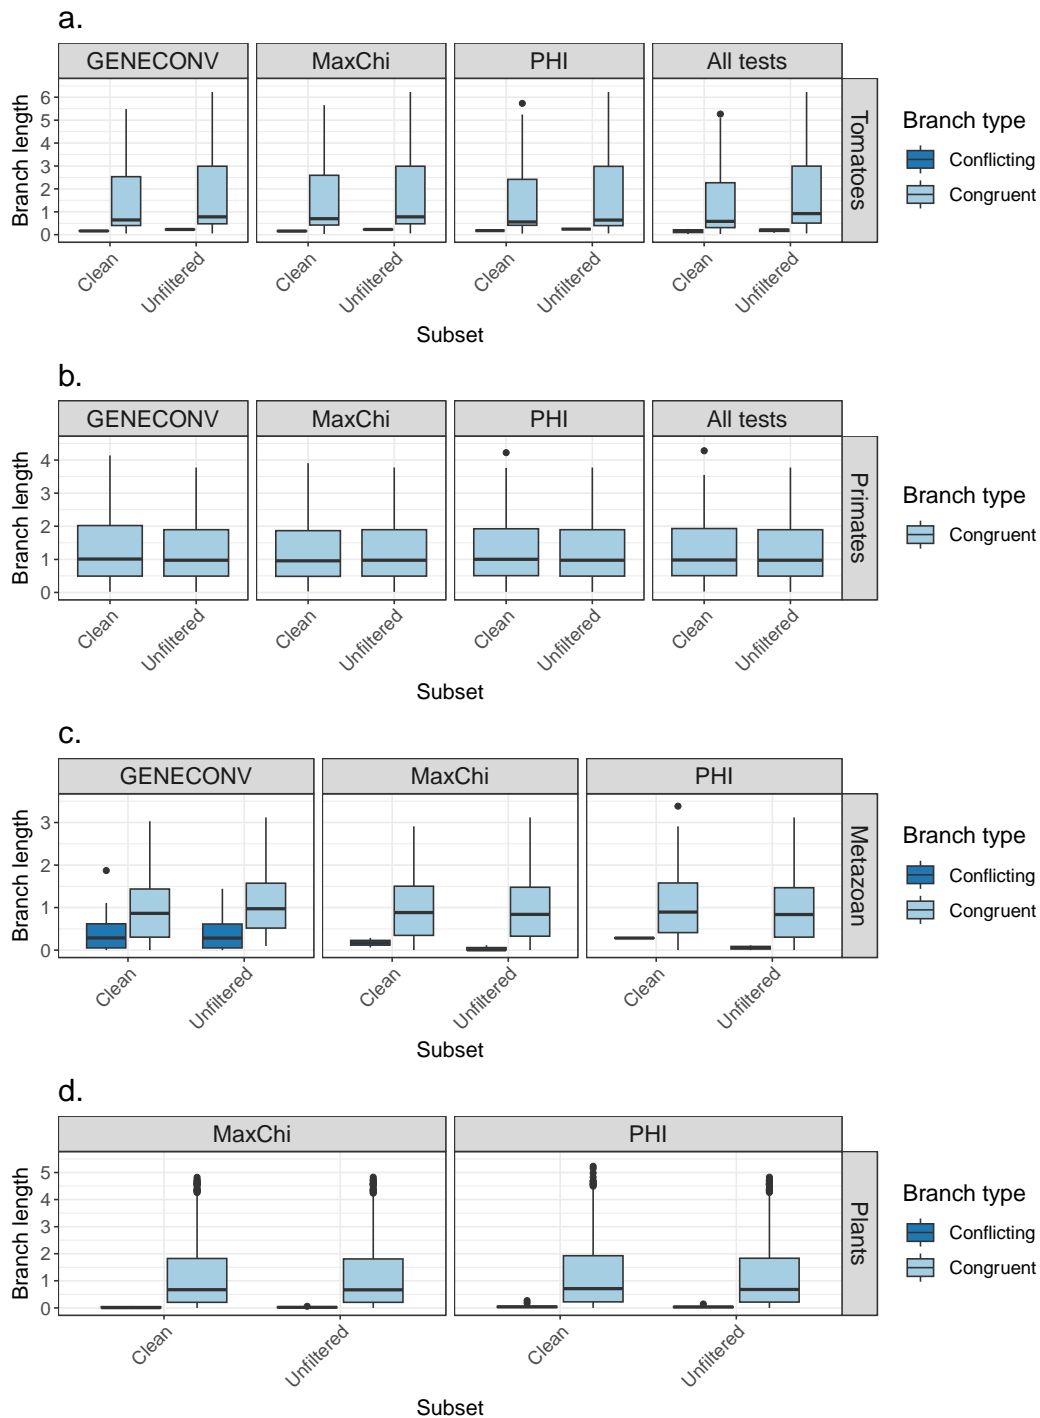 a.
GENECONV MaxChi PHI All tests
Tomatoes
Branch length
6
5
4
3
2
1
0
Clean Unfiltered Clean Unfiltered Clean Unfiltered Clean Unfiltered
Subset
Branch type
Conflicting
Congruent
b.
GENECONV MaxChi PHI All tests
Primates
Branch length
4
3
2
1
0
Clean Unfiltered Clean Unfiltered Clean Unfiltered Clean Unfiltered
Subset
Branch type
Congruent
c.
GENECONV MaxChi PHI
Metazoan
Branch length
3
2
1
0
Clean Unfiltered Clean Unfiltered Clean Unfiltered
Subset
Branch type
Conflicting
Congruent
d.
MaxChi PHI
Plants
Branch length
5
4
3
2
1
0
Clean Unfiltered Clean Unfiltered
Subset
Branch type
Conflicting
Congruent